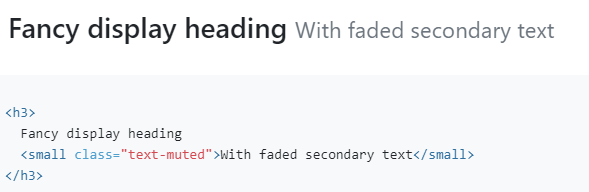 Fancy display heading With faded secondary text
<h3>
  Fancy display heading
  <small class="text-muted">With faded secondary text</small>
</h3>